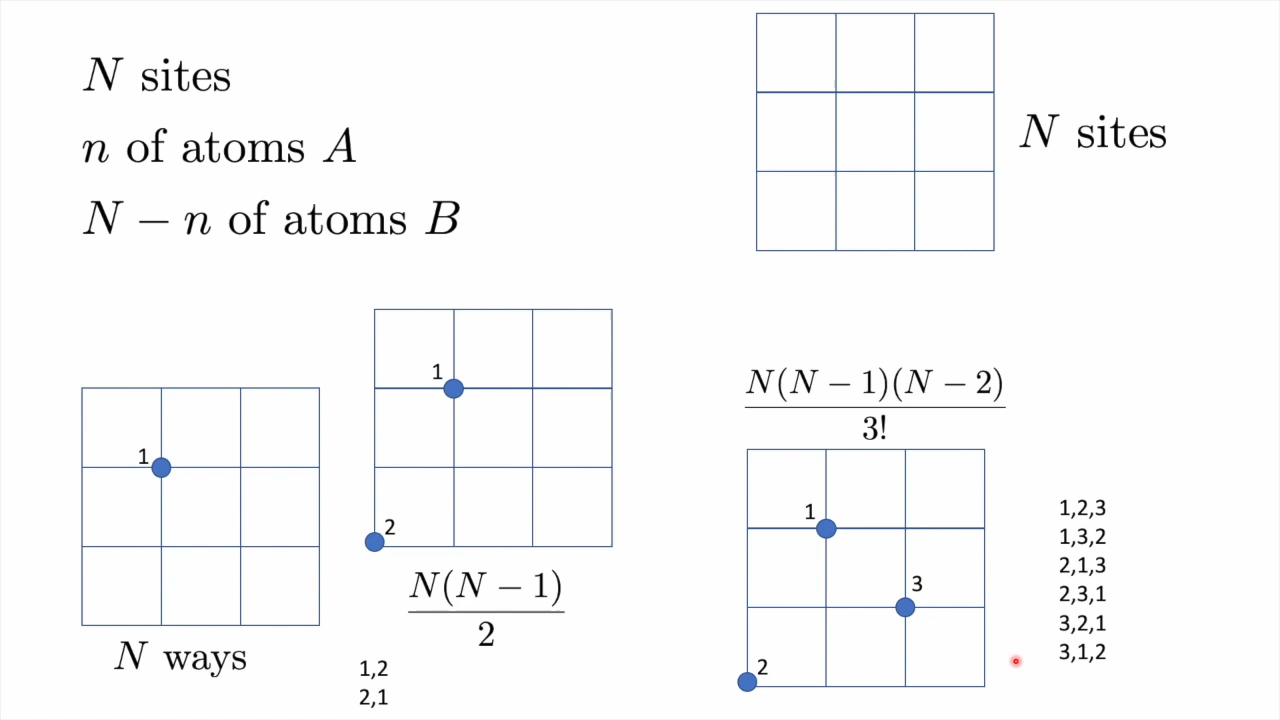 N sites
n of atoms A
N − n of atoms B
N sites
1
N ways
1
2
N(N − 1)
2
1,2
2,1
N(N − 1)(N − 2)
3!
1
3
2
1,2,3
1,3,2
2,1,3
2,3,1
3,2,1
3,1,2